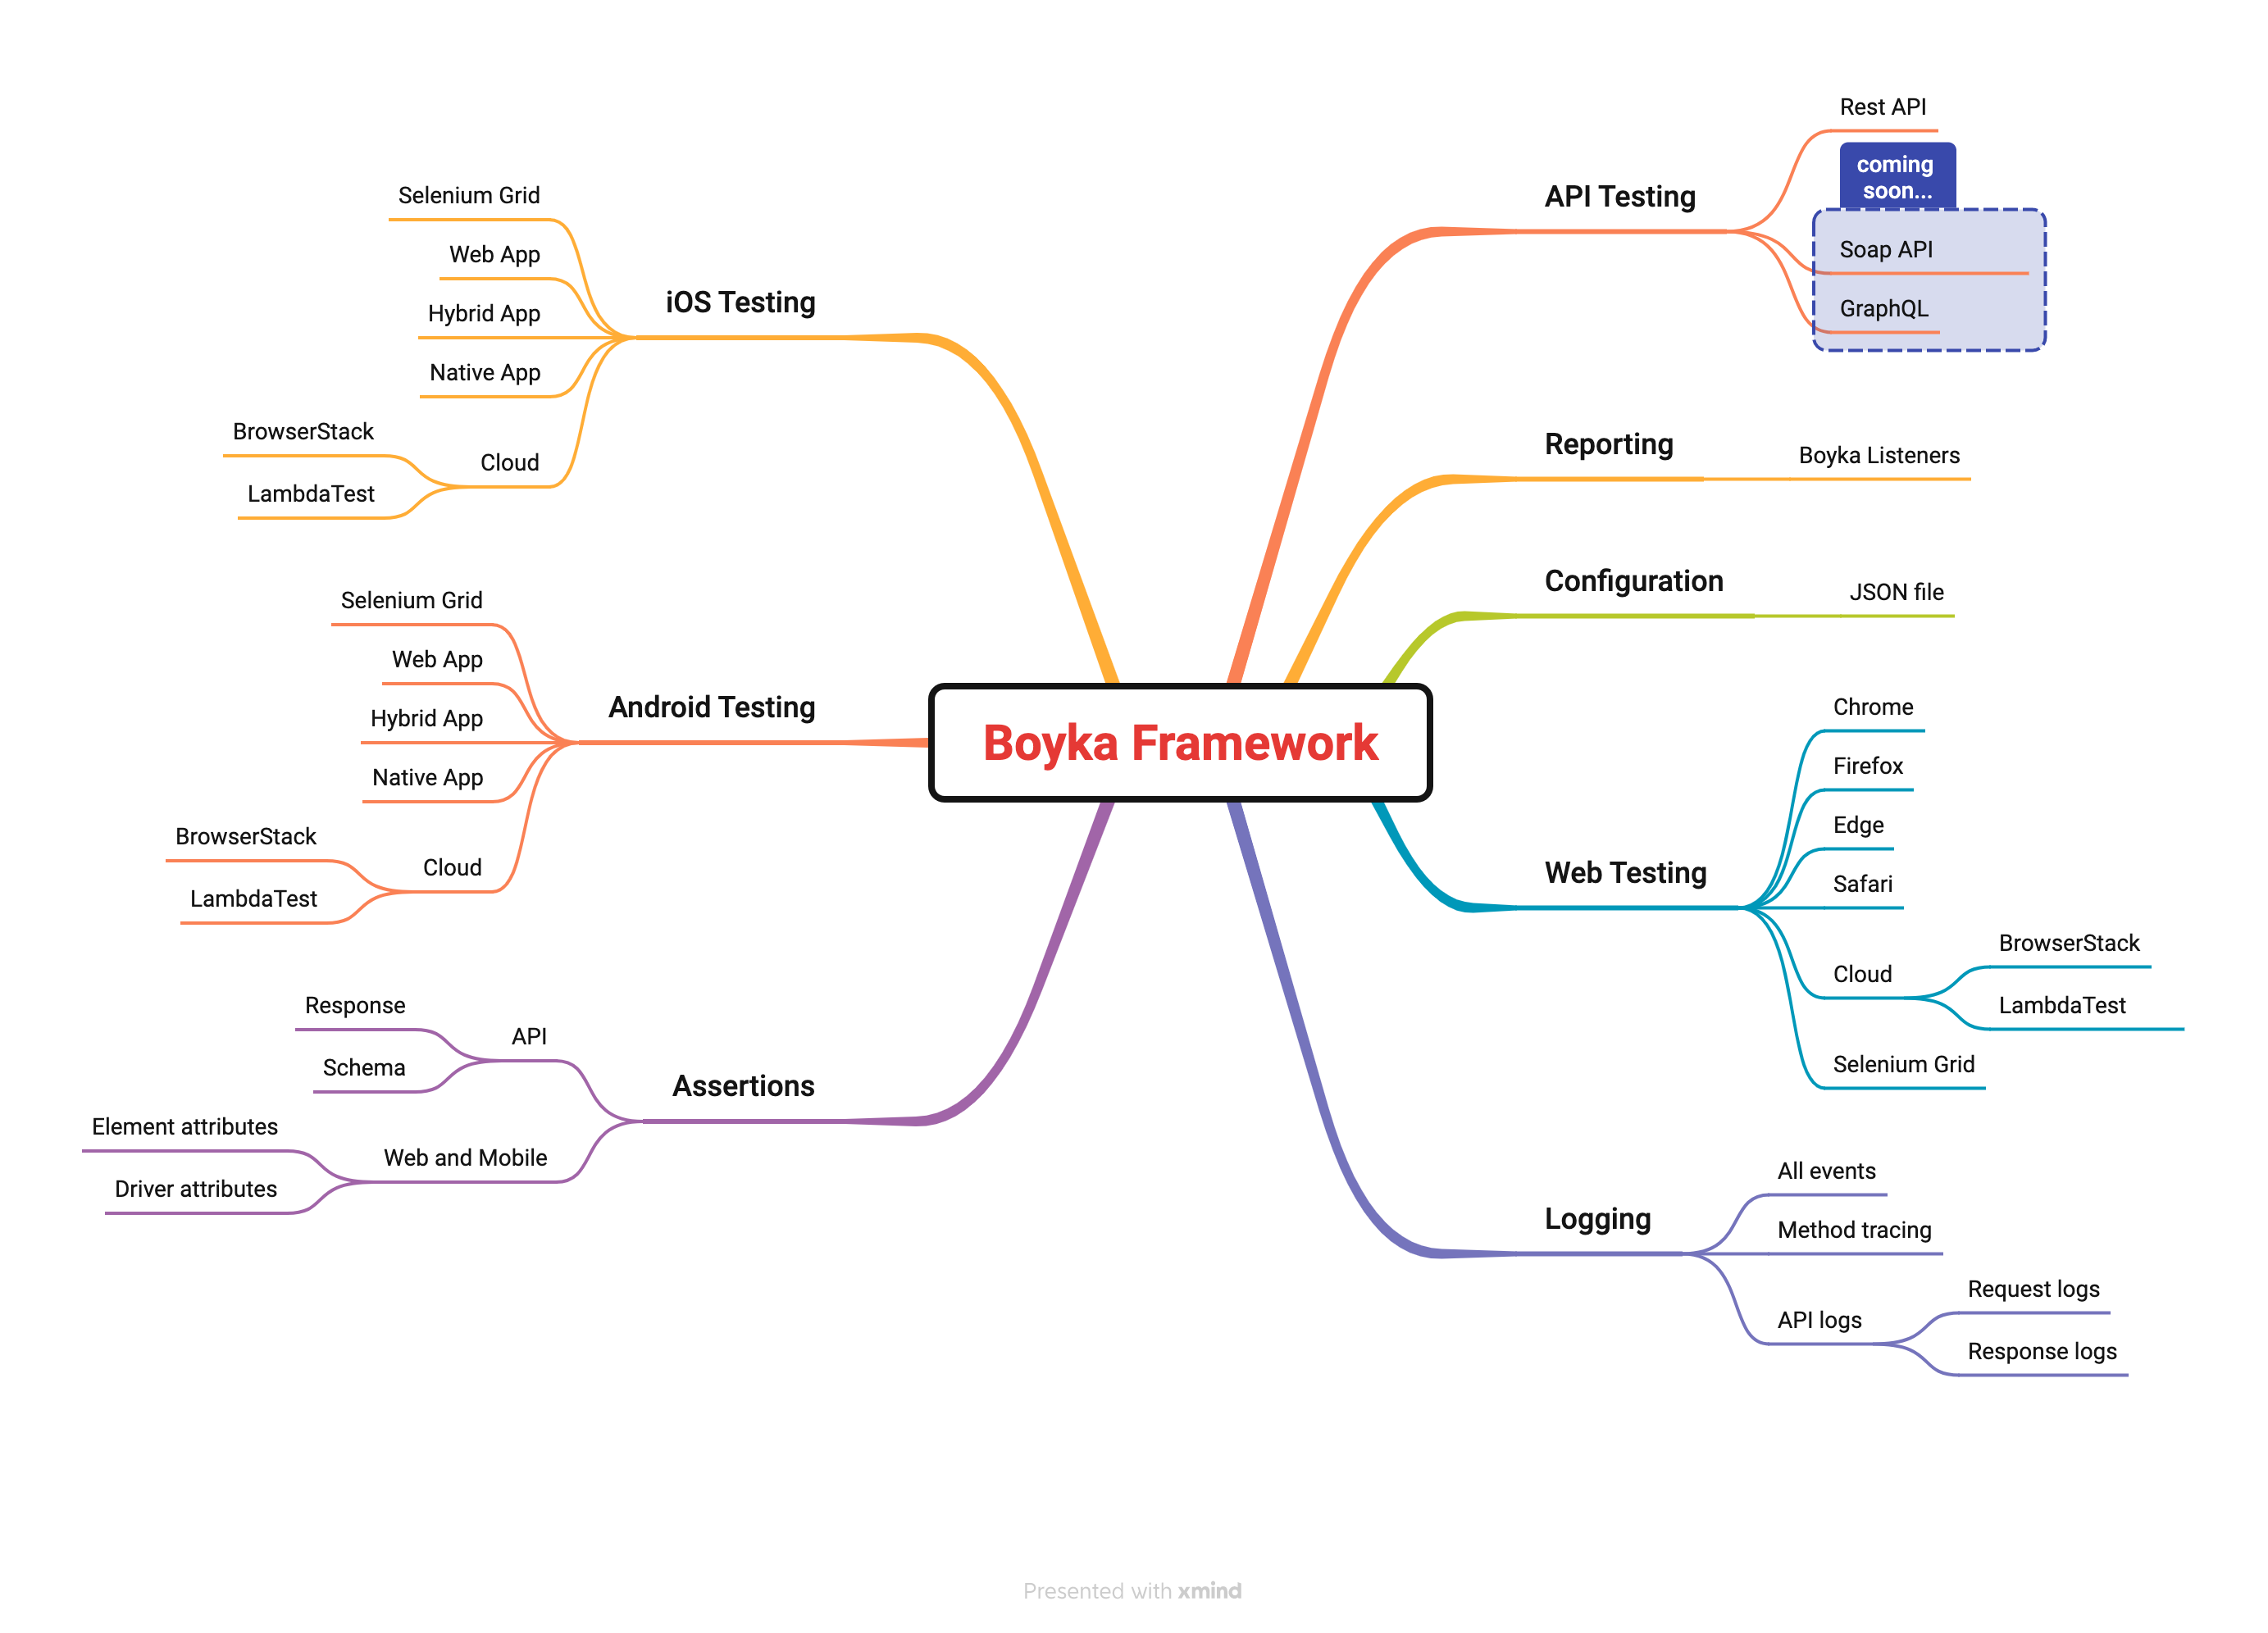 Boyka Framework
API Testing
Rest API
coming
soon...
Soap API
GraphQL
Reporting
Boyka Listeners
Configuration
JSON file
Web Testing
Chrome
Firefox
Edge
Safari
Cloud
BrowserStack
LambdaTest
Selenium Grid
Logging
All events
Method tracing
API logs
Request logs
Response logs
iOS Testing
Selenium Grid
Web App
Hybrid App
Native App
Cloud
BrowserStack
LambdaTest
Android Testing
Selenium Grid
Web App
Hybrid App
Native App
Cloud
BrowserStack
LambdaTest
Assertions
API
Response
Schema
Web and Mobile
Element attributes
Driver attributes
Presented with xmind